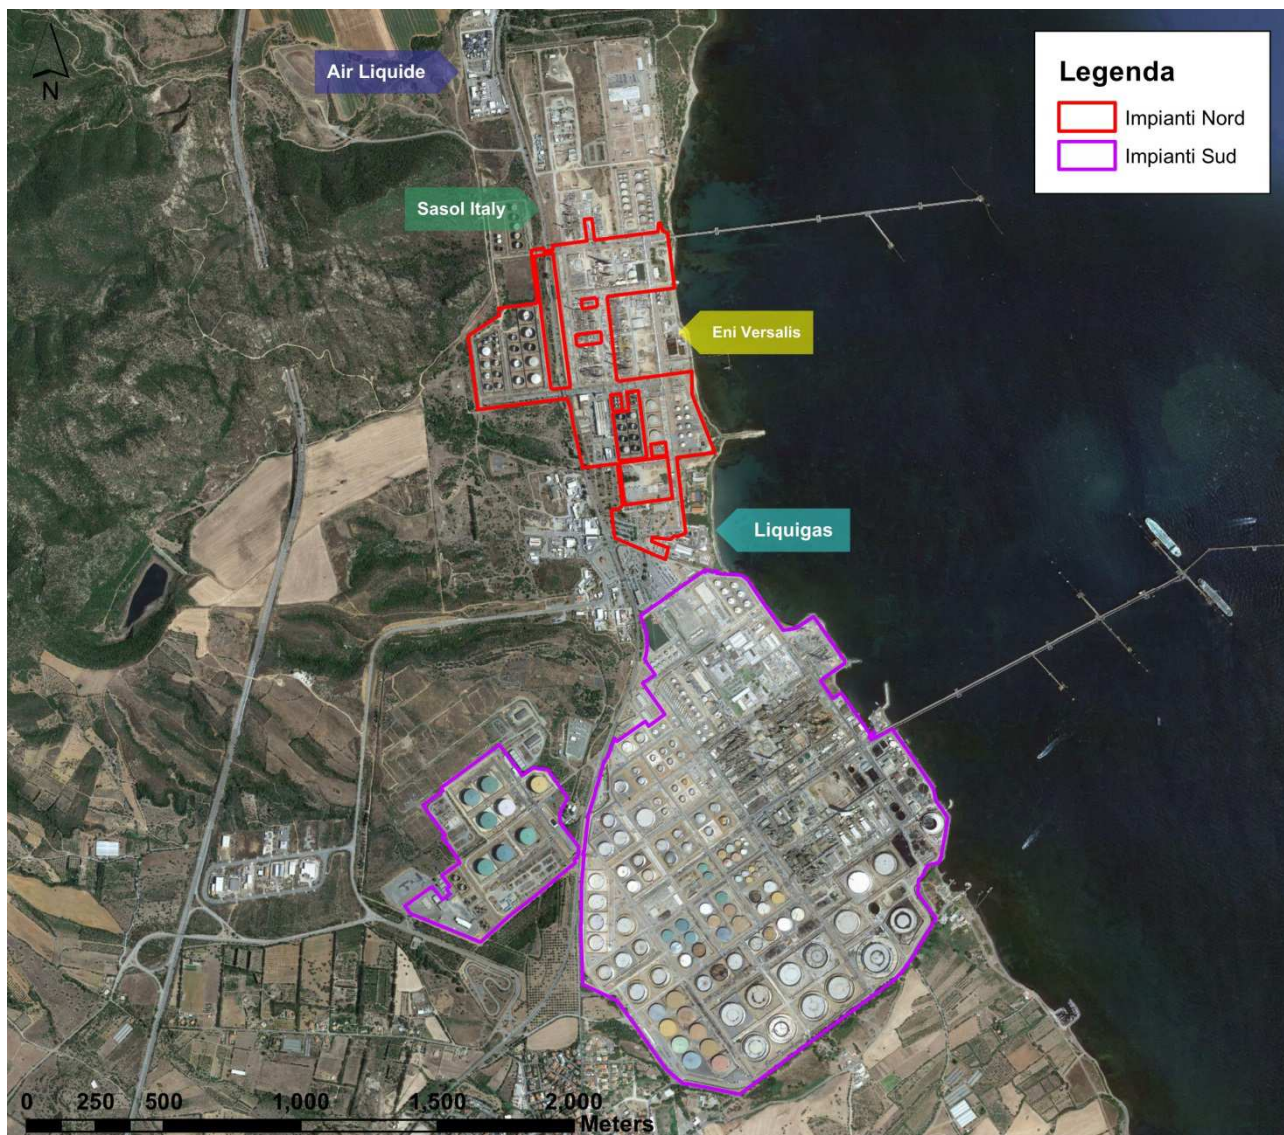 Air Liquide
N
Legenda
Impianti Nord
Impianti Sud
Sasol Italy
Eni Versalis
Liquigas
0 250 500 1,000 1,500 2,000
Meters